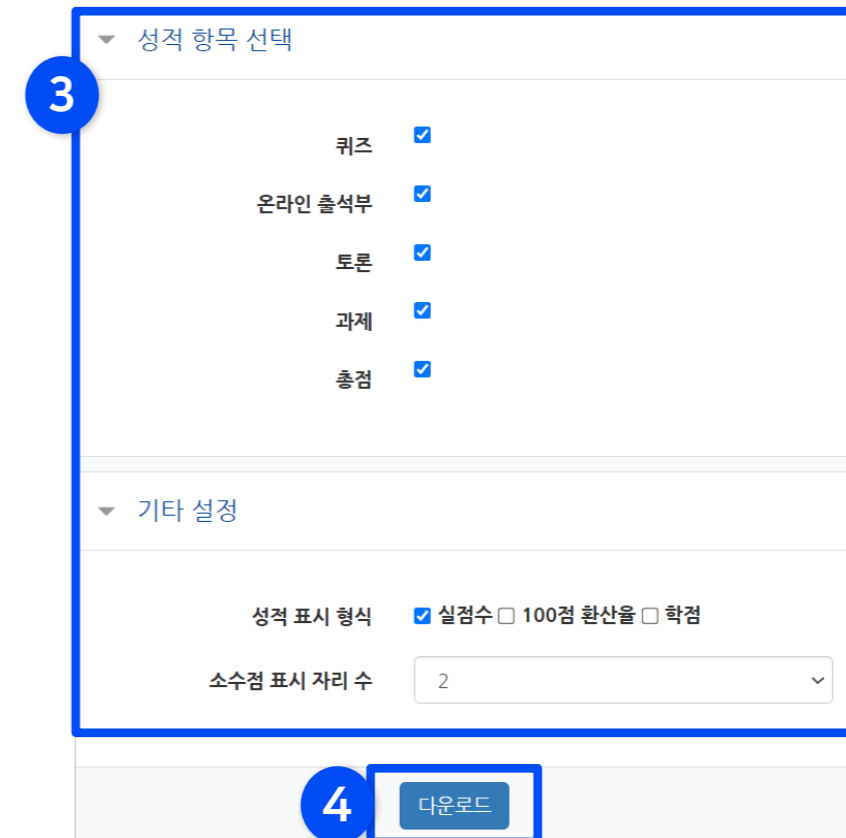 성적 항목 선택
3
퀴즈
온라인 출석부
토론
과제
총점
기타 설정
성적 표시 형식 실점수 100점 환산율 학점
소수점 표시 자리 수 2
4 다운로드